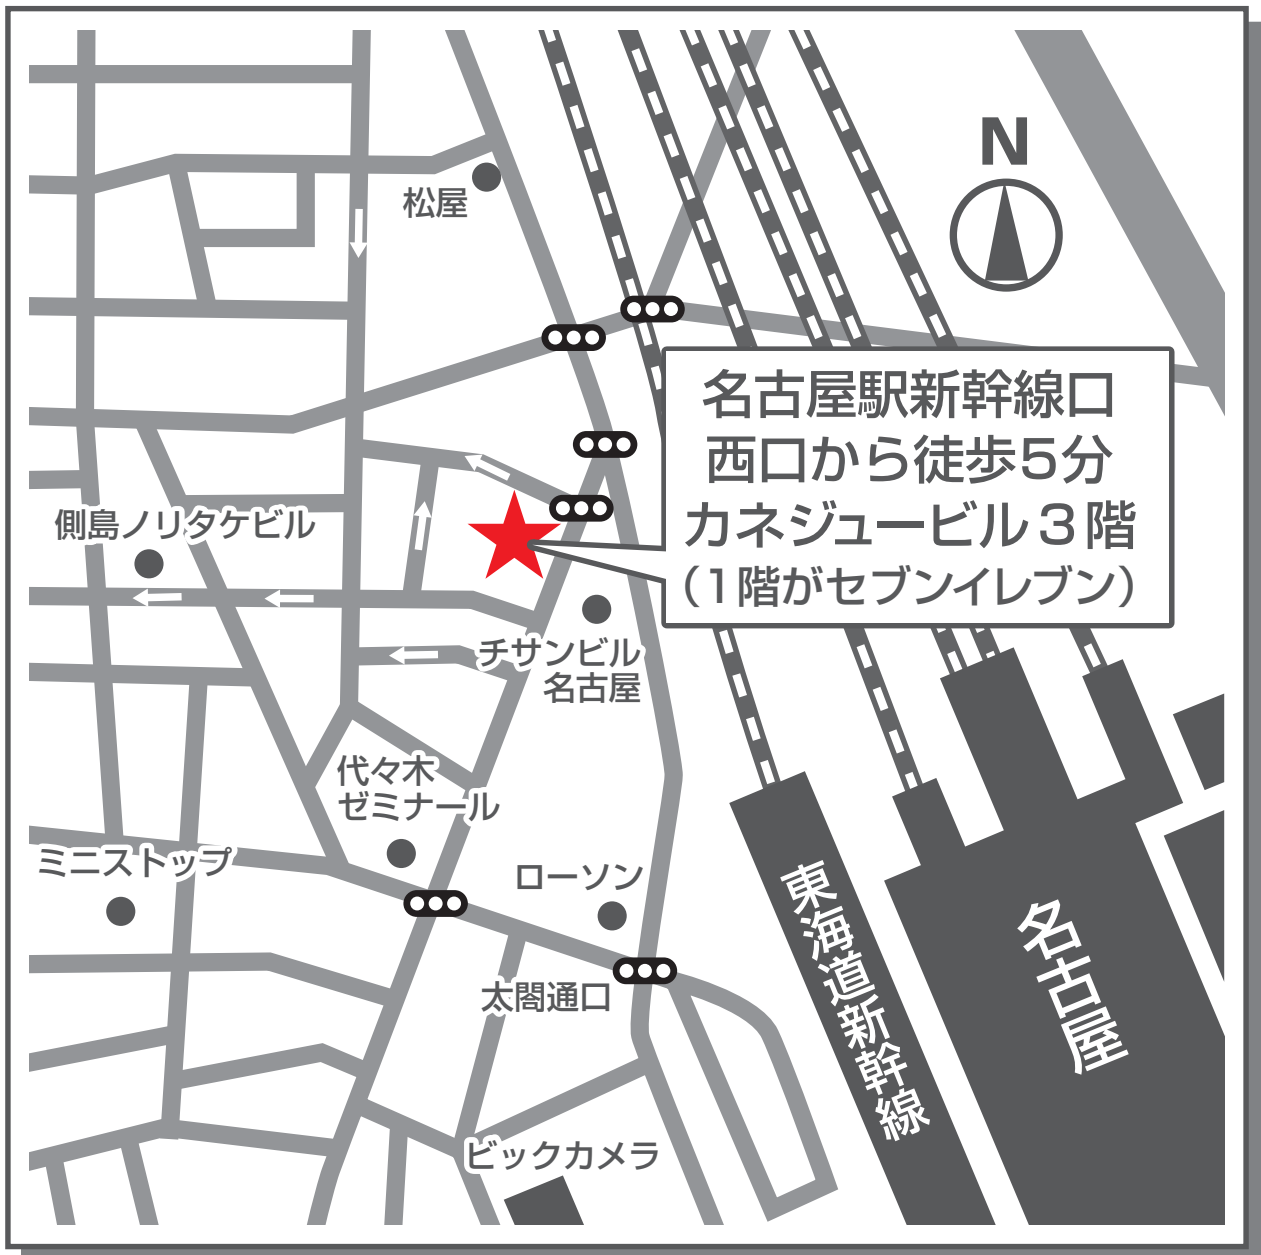 N
松屋
名古屋駅新幹線口
西口から徒歩5分
カネジュービル3階
（1階がセブンイレブン）
側島ノリタケビル
チサンビル
名古屋
代々木
ゼミナール
ミニストップ
ローソン
太閤通口
東海道新幹線
名古屋
ビックカメラ